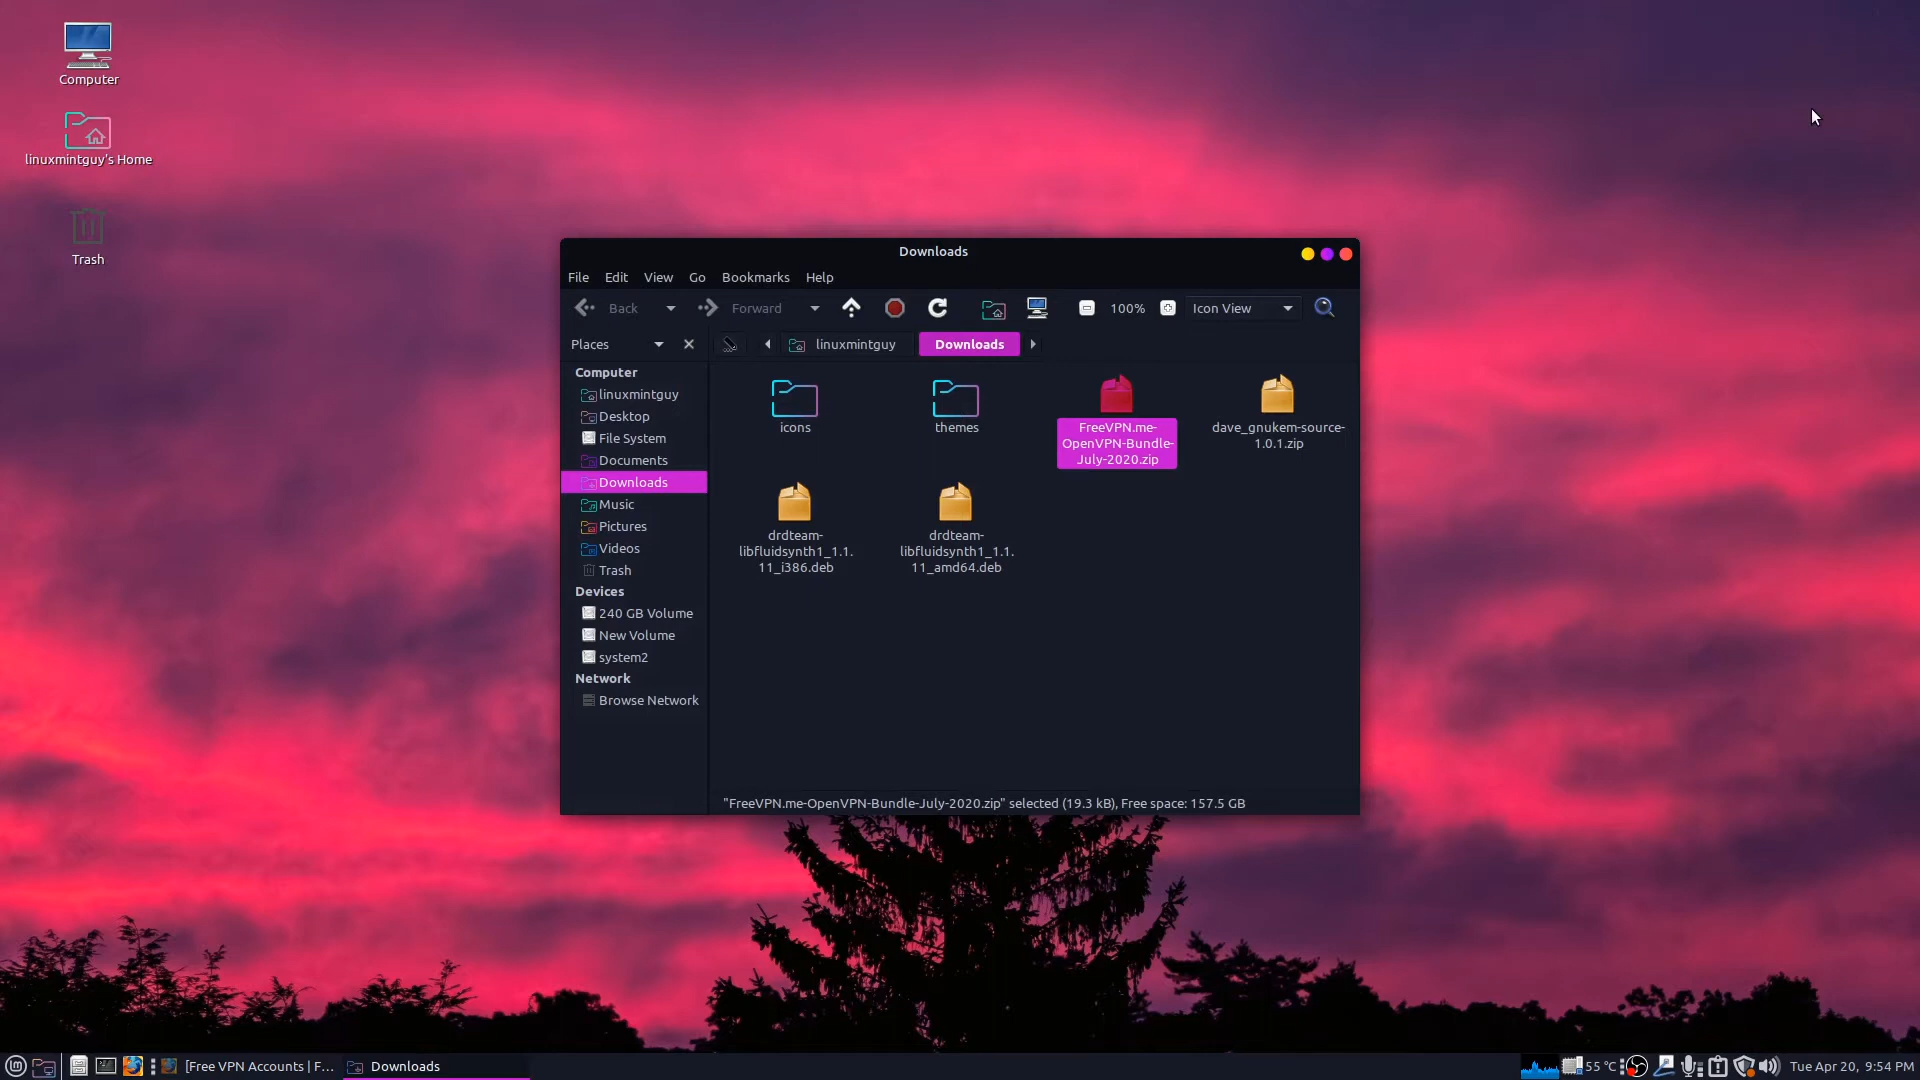 Computer
linuxmintguy's Home
Trash
Downloads
File Edit View Go Bookmarks Help
Back Forward 100% Icon View
Places linuxmintguy Downloads
Computer
linuxmintguy
Desktop
File System
Documents
Downloads
Music
Pictures
Videos
Trash
Devices
240 GB Volume
New Volume
system2
Network
Browse Network
icons
themes
FreeVPN.me-
OpenVPN-Bundle-
July-2020.zip
dave_gnukem-source-
1.0.1.zip
drdteam-
libfluidsynth1_1.1.
11_i386.deb
drdteam-
libfluidsynth1_1.1.
11_amd64.deb
"FreeVPN.me-OpenVPN-Bundle-July-2020.zip" selected (19.3 kB), Free space: 157.5 GB
[Free VPN Accounts | F... Downloads 55 °C Tue Apr 20, 9:54 PM